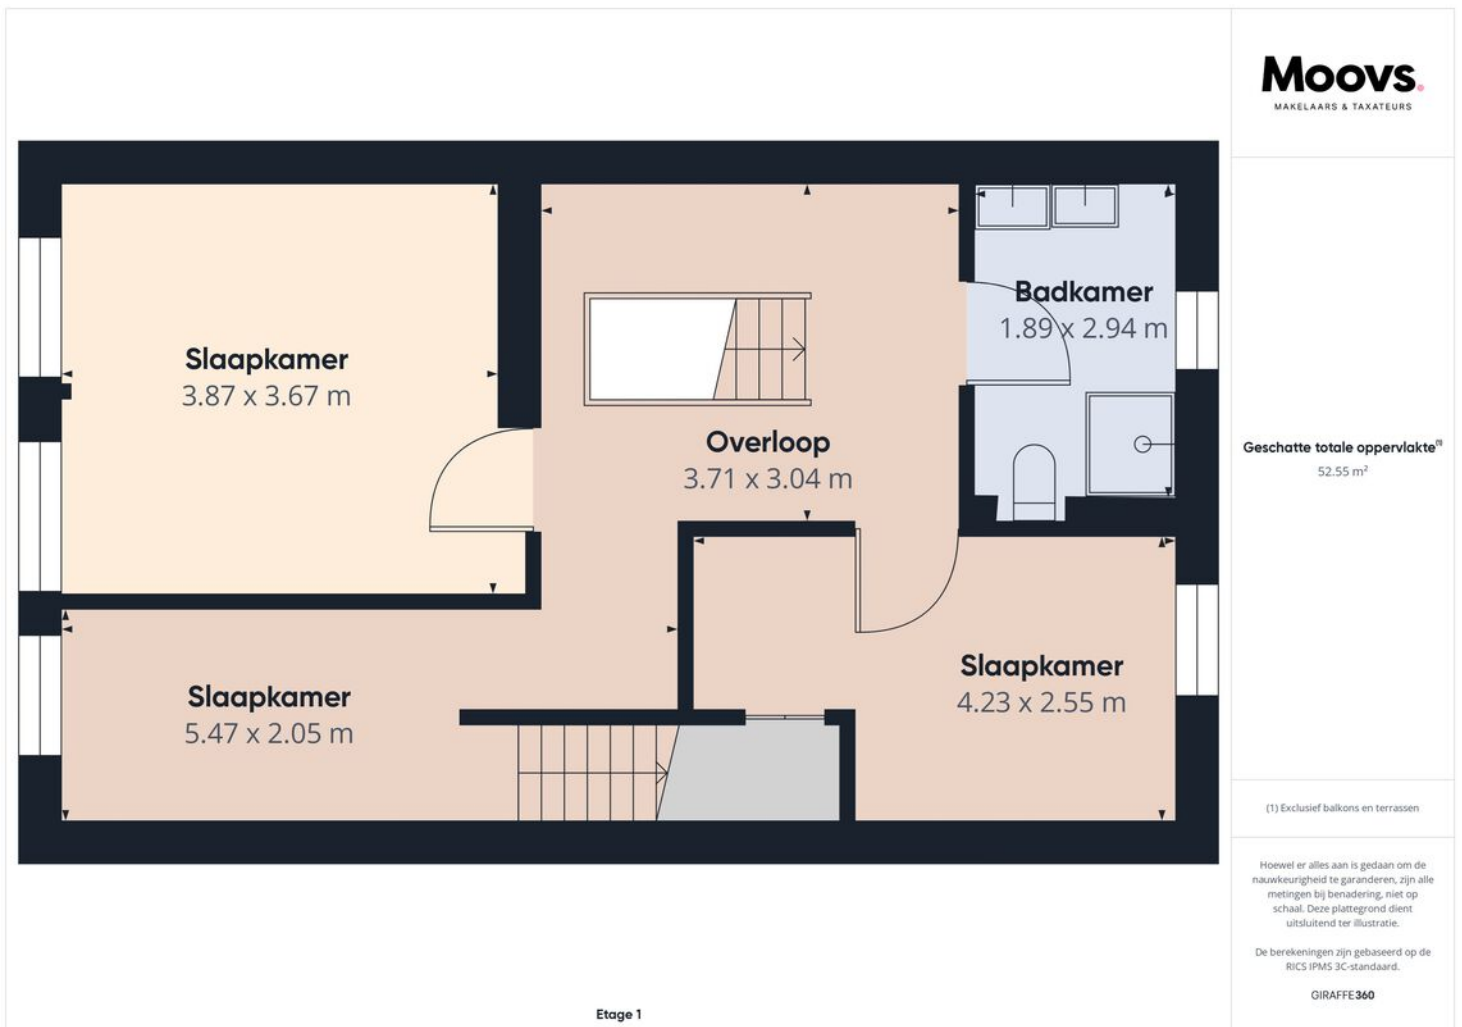 Moovs.
MAKELAARS & TAXATEURS
Slaapkamer
3.87 x 3.67 m
Overloop
3.71 x 3.04 m
Badkamer
1.89 x 2.94 m
Slaapkamer
5.47 x 2.05 m
Slaapkamer
4.23 x 2.55 m
Etage 1
Geschatte totale oppervlakte(1)
52.55 m²
(1) Exclusief balkons en terrassen
Hoewel er alles aan is gedaan om de
nauwkeurigheid te garanderen, zijn alle
metingen bij benadering, niet op
schaal. Deze plattegrond dient
uitsluitend ter illustratie.
De berekeningen zijn gebaseerd op de
RICS IPMS 3C-standaard.
GIRAFFE360